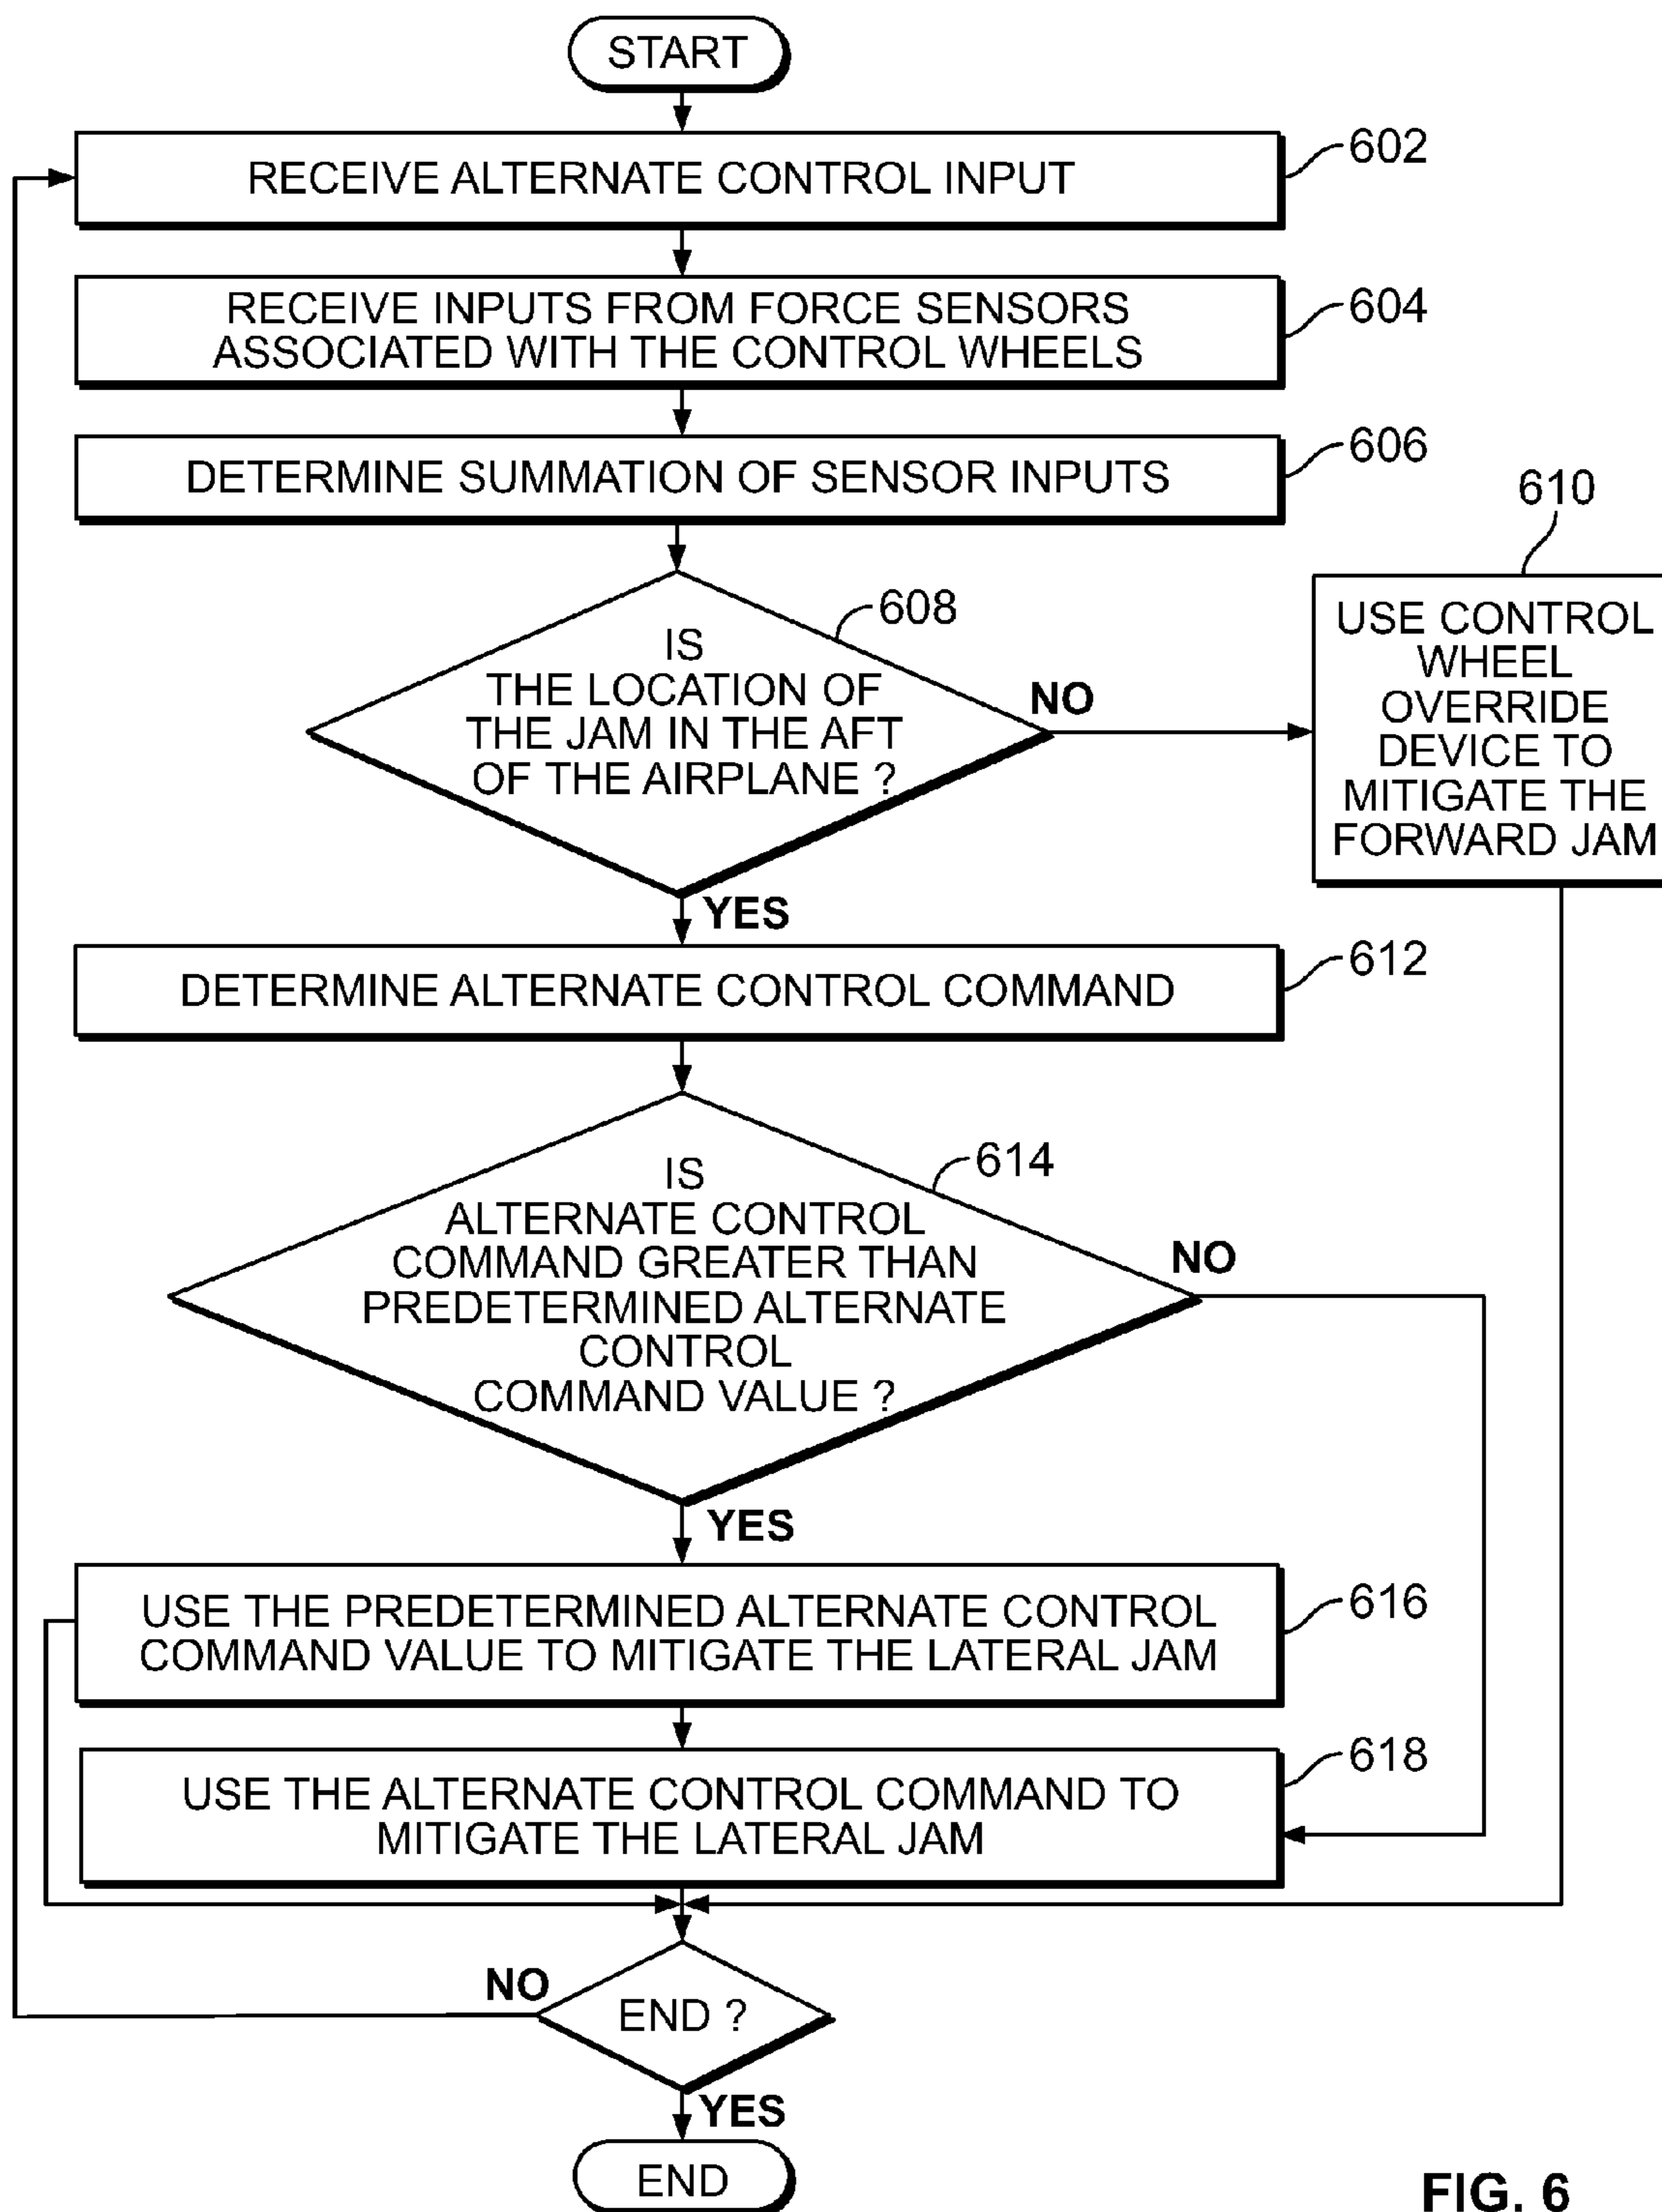 START
RECEIVE ALTERNATE CONTROL INPUT
602
RECEIVE INPUTS FROM FORCE SENSORS
ASSOCIATED WITH THE CONTROL WHEELS
604
DETERMINE SUMMATION OF SENSOR INPUTS
606
IS
THE LOCATION OF
THE JAM IN THE AFT
OF THE AIRPLANE ?
608
NO
YES
610
USE CONTROL
WHEEL
OVERRIDE
DEVICE TO
MITIGATE THE
FORWARD JAM
DETERMINE ALTERNATE CONTROL COMMAND
612
IS
ALTERNATE CONTROL
COMMAND GREATER THAN
PREDETERMINED ALTERNATE
CONTROL
COMMAND VALUE ?
614
NO
YES
USE THE PREDETERMINED ALTERNATE CONTROL
COMMAND VALUE TO MITIGATE THE LATERAL JAM
616
USE THE ALTERNATE CONTROL COMMAND TO
MITIGATE THE LATERAL JAM
618
NO
END ?
YES
END
FIG. 6